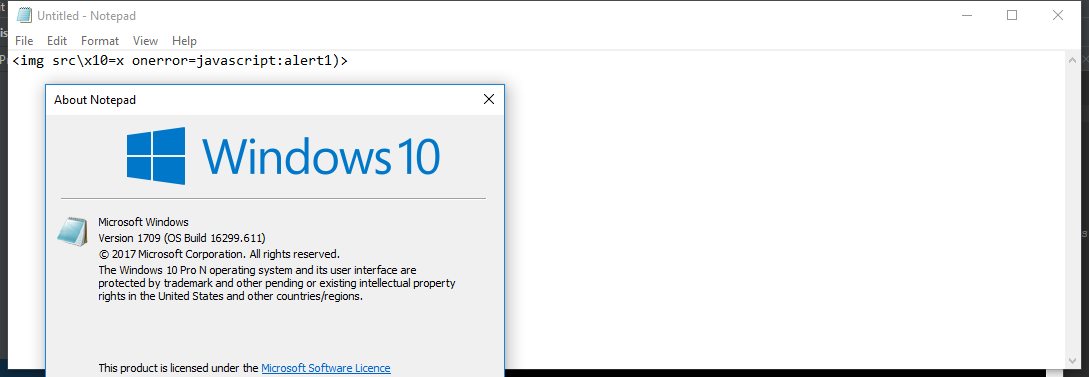 Untitled - Notepad
File Edit Format View Help
<img src\x10=x onerror=javascript:alert1)>
About Notepad
Windows 10
Microsoft Windows
Version 1709 (OS Build 16299.611)
© 2017 Microsoft Corporation. All rights reserved.
The Windows 10 Pro N operating system and its user interface are
protected by trademark and other pending or existing intellectual property
rights in the United States and other countries/regions.
This product is licensed under the Microsoft Software Licence